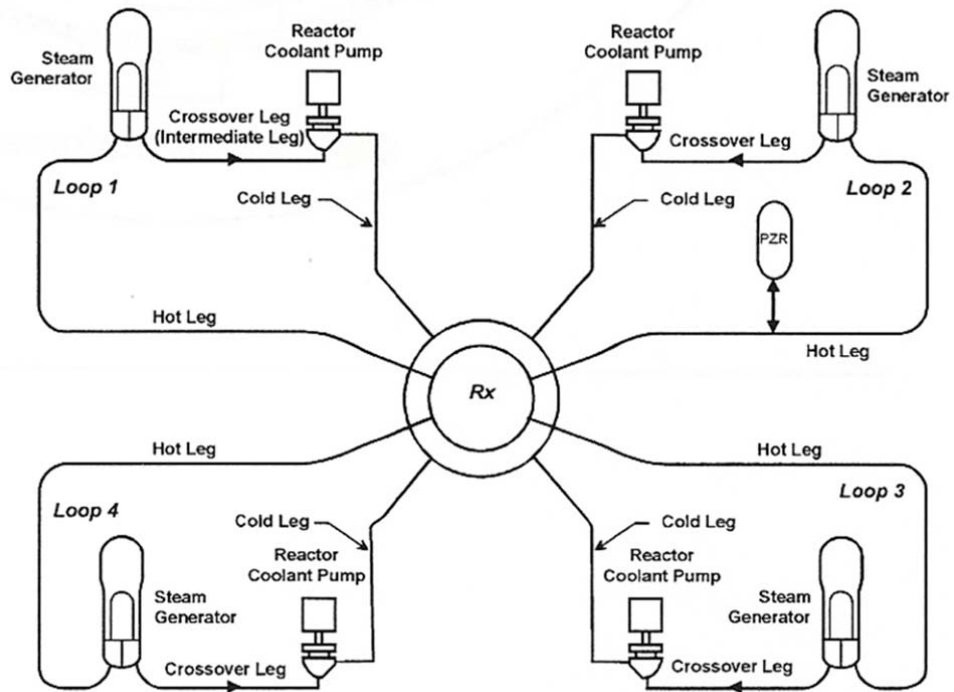 Reactor
Coolant Pump
Reactor
Coolant Pump
Steam
Generator
Steam
Generator
Crossover Leg
(Intermediate Leg)
Crossover Leg
Loop 1
Loop 2
Cold Leg
Cold Leg
PZR
Hot Leg
Hot Leg
Rx
Hot Leg
Hot Leg
Loop 4
Loop 3
Cold Leg
Cold Leg
Reactor
Coolant Pump
Reactor
Coolant Pump
Steam
Generator
Steam
Generator
Crossover Leg
Crossover Leg